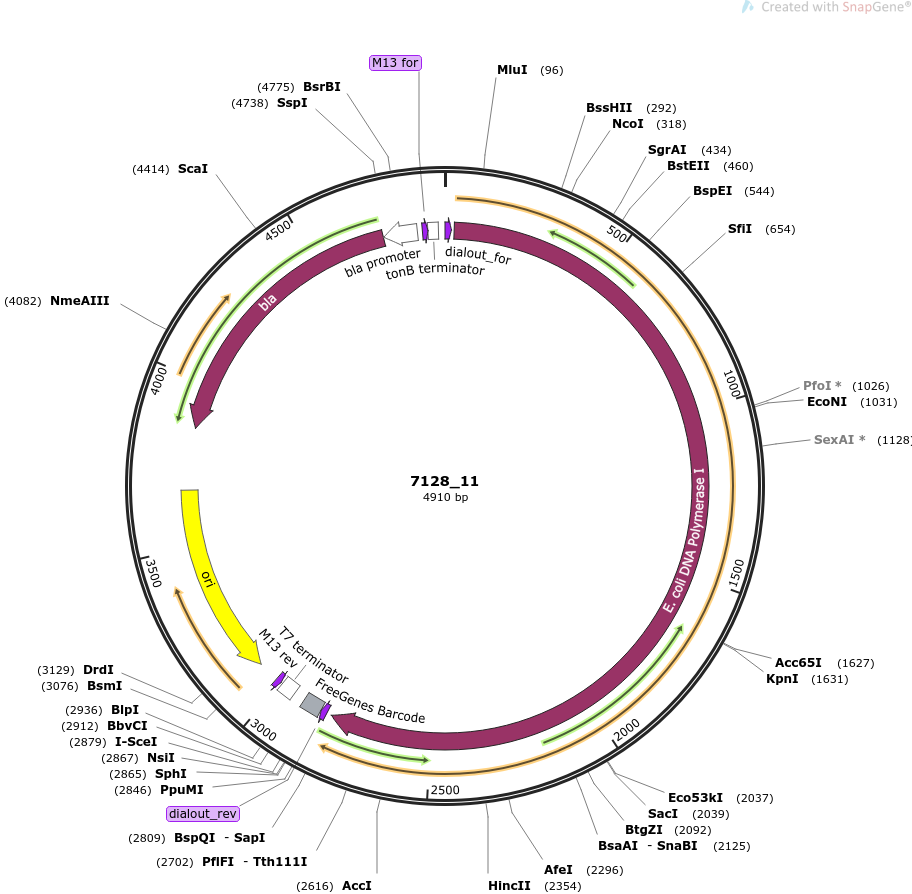 Created with SnapGene®
M13 for
MluI (96)
(4775) BsrBI
(4738) SspI
BssHII (292)
NcoI (318)
SgrAI (434)
BstEII (460)
(4414) ScaI
BspEI (544)
SfiI (654)
4500
500
bla promoter
dialout_for
tonB terminator
(4082) NmeAIII
bla
4000
1000
PfoI * (1026)
EcoNI (1031)
SexAI * (1128)
7128_11
4910 bp
E. coli DNA Polymerase I
3500
ori
1500
M13 rev
T7 terminator
FreeGenes Barcode
Acc65I (1627)
KpnI (1631)
(3129) DrdI
(3076) BsmI
(2936) BlpI
(2912) BbvCI
(2879) I-SceI
(2867) NsiI
(2865) SphI
(2846) PpuMI
3000
2000
2500
dialout_rev
Eco53kI (2037)
SacI (2039)
BtgZI (2092)
BsaAI - SnaBI (2125)
(2809) BspQI - SapI
(2702) PflFI - Tth111I
AfeI (2296)
(2616) AccI
HincII (2354)